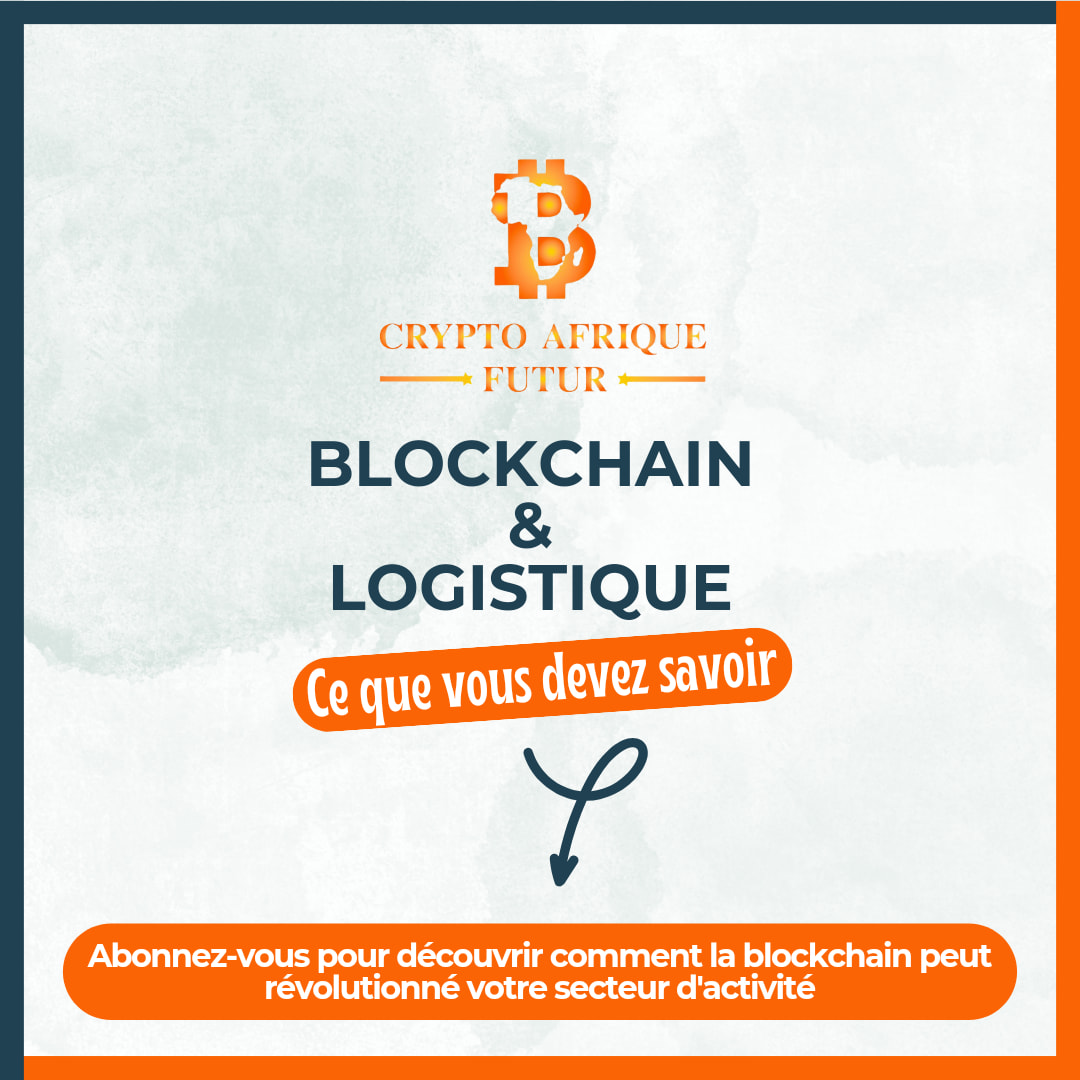 CRYPTO AFRIQUE
FUTUR
BLOCKCHAIN
&
LOGISTIQUE
Ce que vous devez savoir
Abonnez-vous pour découvrir comment la blockchain peut
révolutionné votre secteur d'activité